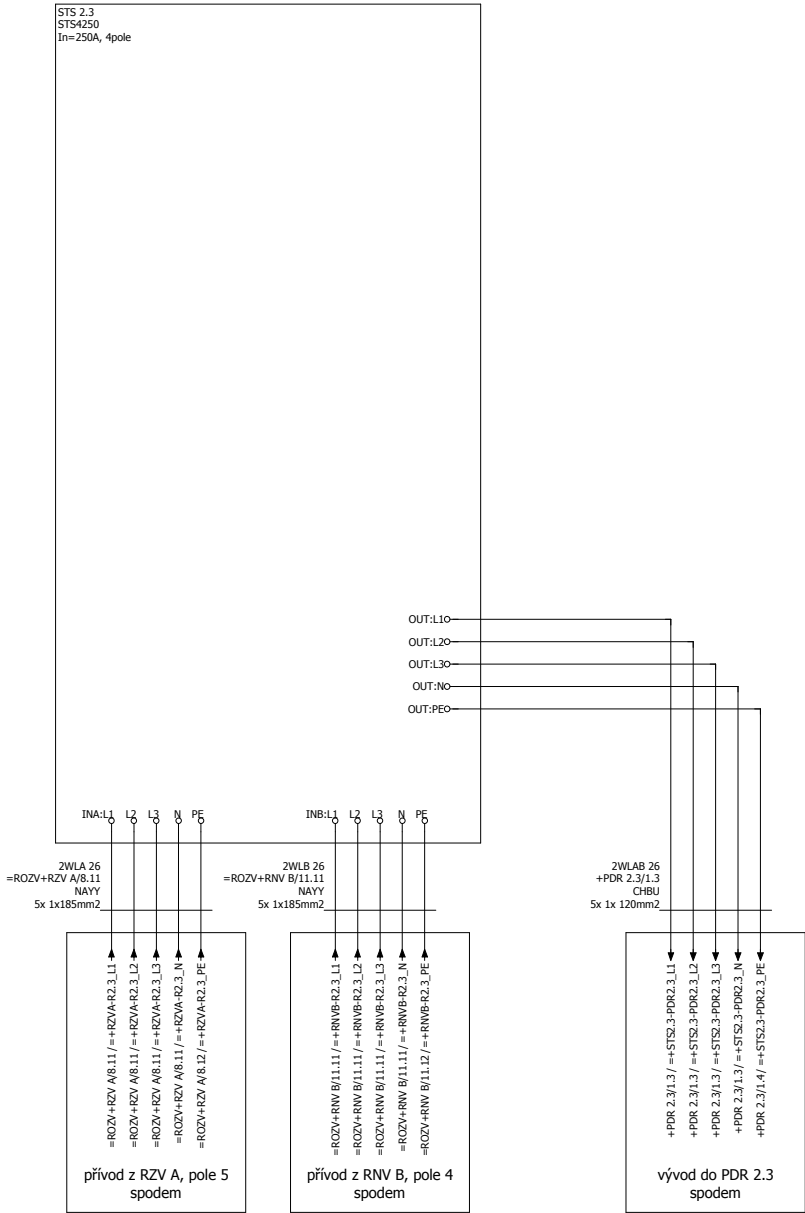 STS 2.3
STS4250
In=250A, 4pole
OUT:L1
OUT:L2
OUT:L3
OUT:N
OUT:PE
INA:L1 L2 L3 N PE
INB:L1 L2 L3 N PE
2WLA 26
=ROZV+RZV A/8.11
NAYY
5x 1x185mm2
2WLB 26
=ROZV+RNV B/11.11
NAYY
5x 1x185mm2
2WLAB 26
+PDR 2.3/1.3
CHBU
5x 1x 120mm2
=ROZV+RZV A/8.11 / =+RZVA-R2.3_L1
=ROZV+RZV A/8.11 / =+RZVA-R2.3_L2
=ROZV+RZV A/8.11 / =+RZVA-R2.3_L3
=ROZV+RZV A/8.11 / =+RZVA-R2.3_N
=ROZV+RZV A/8.12 / =+RZVA-R2.3_PE
přívod z RZV A, pole 5
spodem
=ROZV+RNV B/11.11 / =+RNVB-R2.3_L1
=ROZV+RNV B/11.11 / =+RNVB-R2.3_L2
=ROZV+RNV B/11.11 / =+RNVB-R2.3_L3
=ROZV+RNV B/11.11 / =+RNVB-R2.3_N
=ROZV+RNV B/11.12 / =+RNVB-R2.3_PE
přívod z RNV B, pole 4
spodem
+PDR 2.3/1.3 / =+STS2.3-PDR2.3_L1
+PDR 2.3/1.3 / =+STS2.3-PDR2.3_L2
+PDR 2.3/1.3 / =+STS2.3-PDR2.3_L3
+PDR 2.3/1.3 / =+STS2.3-PDR2.3_N
+PDR 2.3/1.4 / =+STS2.3-PDR2.3_PE
vývod do PDR 2.3
spodem